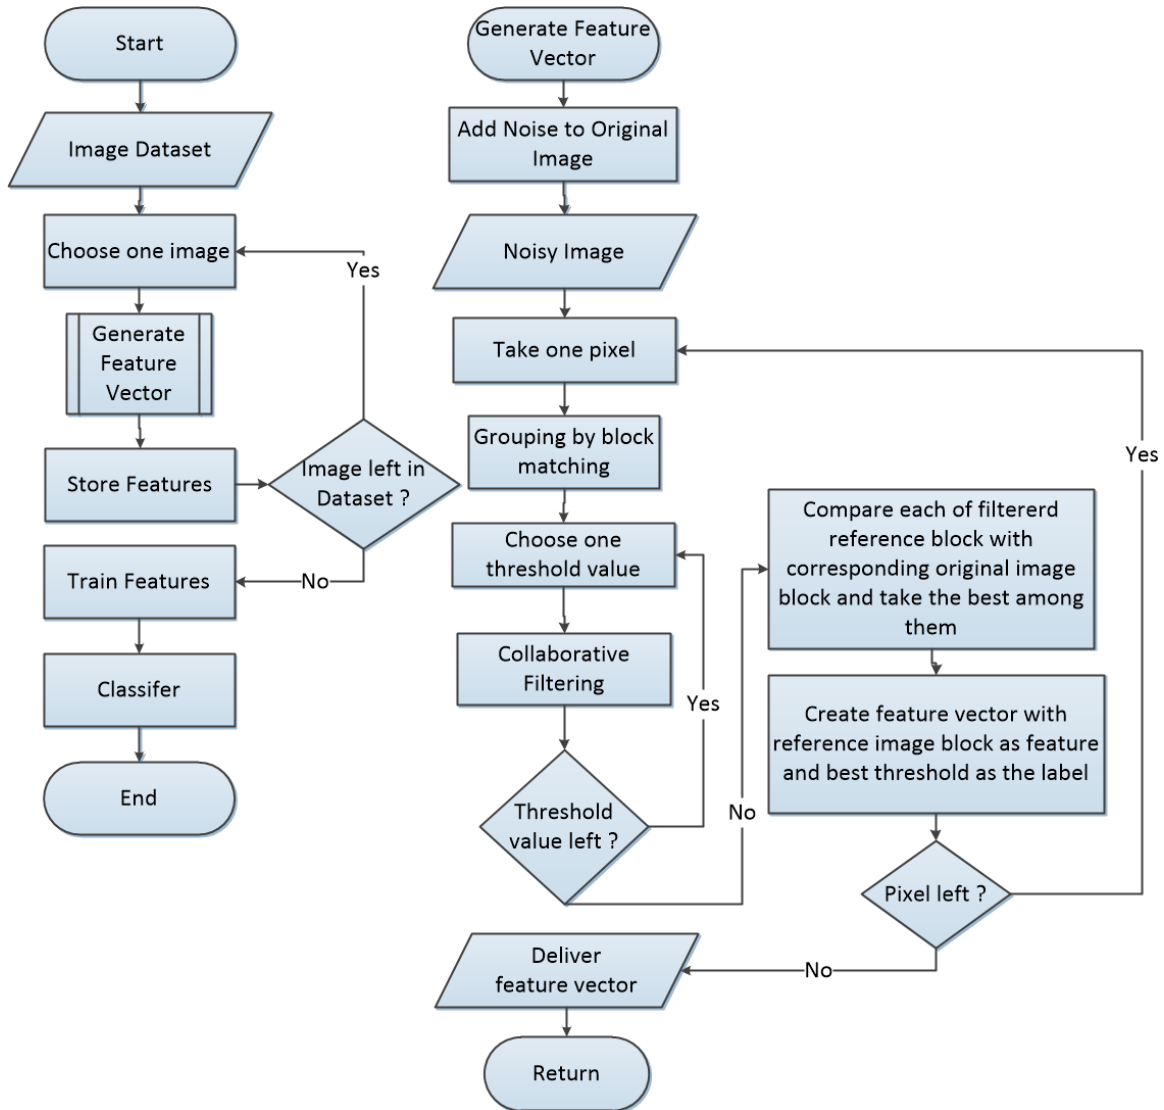 Start
Image Dataset
Choose one image
Yes
Generate
Feature
Vector
Store Features
Image left in
Dataset ?
Train Features
No
Classifer
End
Generate Feature
Vector
Add Noise to Original
Image
Noisy Image
Take one pixel
Grouping by block
matching
Choose one
threshold value
Collaborative
Filtering
Yes
Threshold
value left ?
No
Compare each of filtererd
reference block with
corresponding original image
block and take the best among
them
Create feature vector with
reference image block as feature
and best threshold as the label
Pixel left ?
Yes
No
Deliver
feature vector
Return